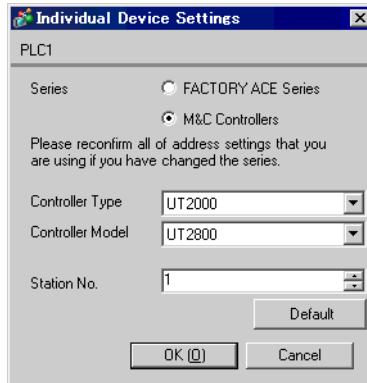 Individual Device Settings
PLC1
Series
FACTORY ACE Series
M&C Controllers
Please reconfirm all of address settings that you
are using if you have changed the series.
Controller Type UT2000
Controller Model UT2800
Station No. 1
Default
OK (O) Cancel